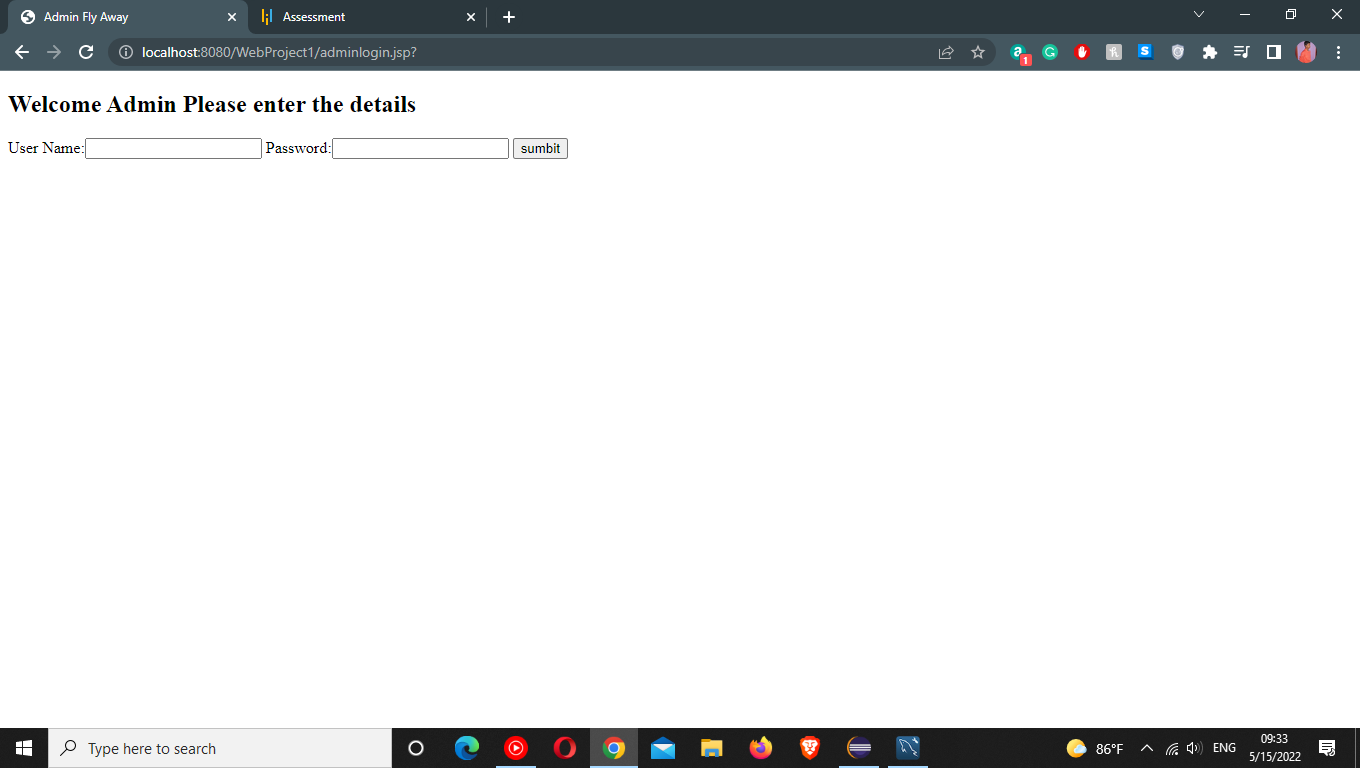 Admin Fly Away
Assessment
localhost:8080/WebProject1/adminlogin.jsp?
1
Welcome Admin Please enter the details
User Name: Password: sumbit
Type here to search
86°F
ENG
09:33
5/15/2022